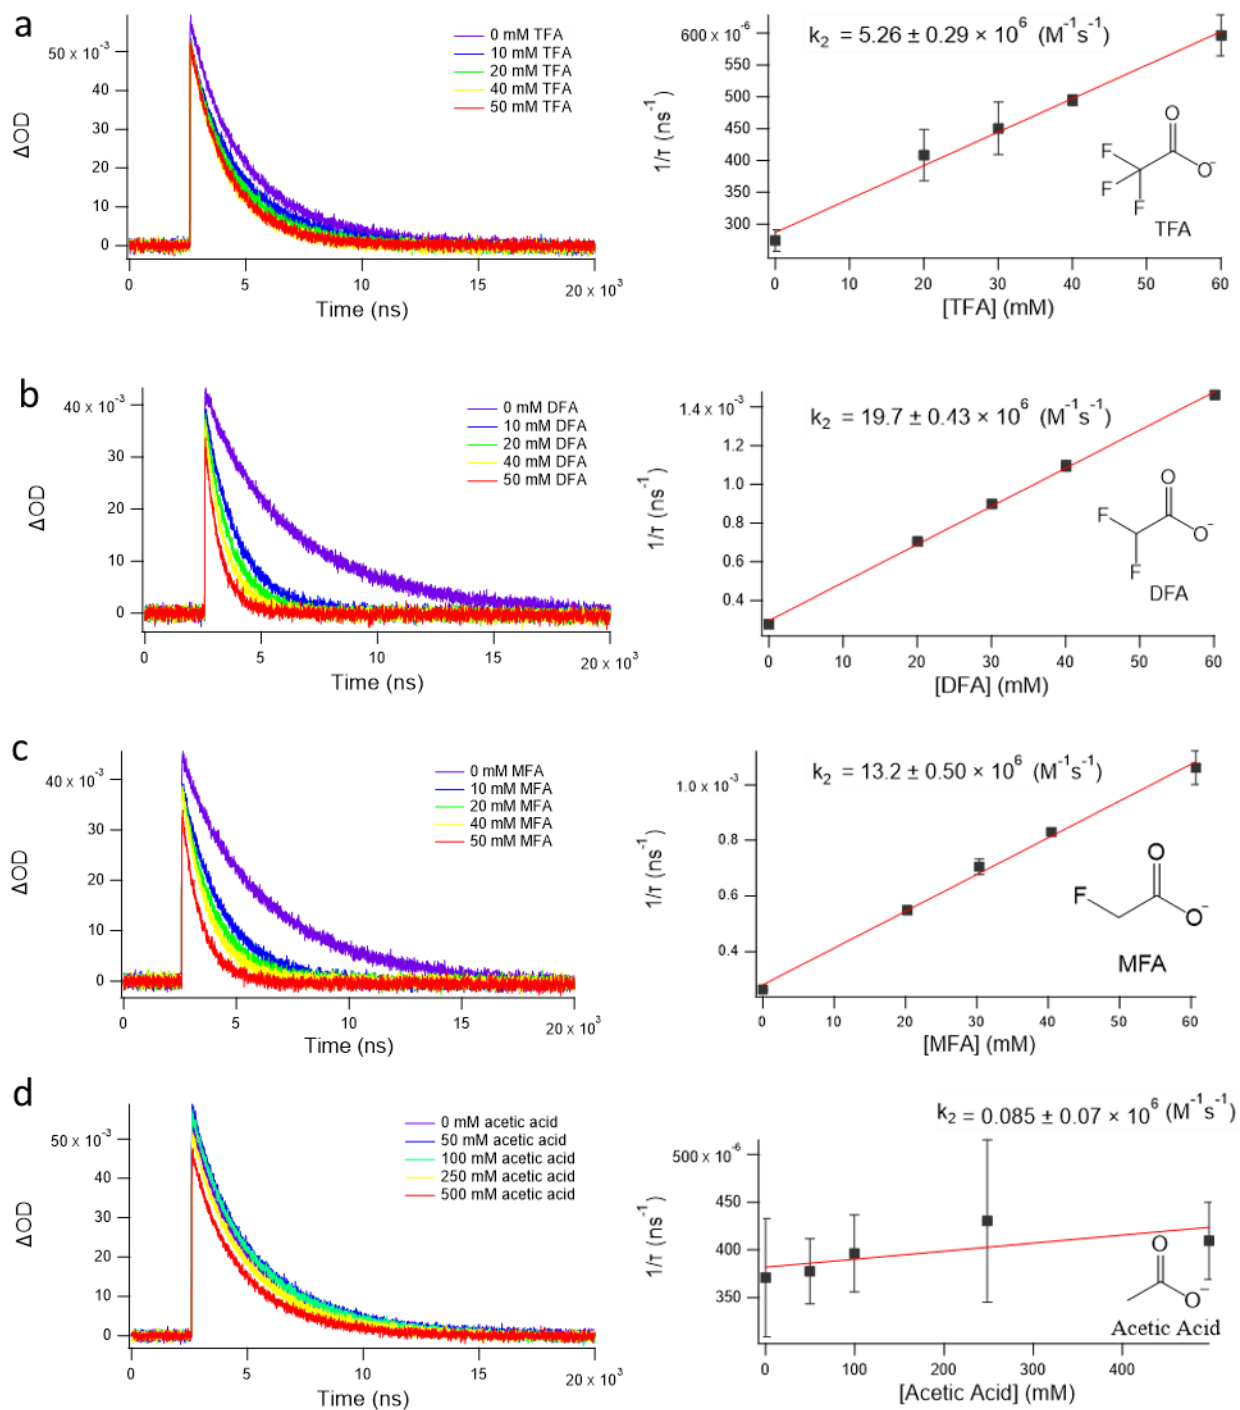 a
50 × 10⁻³
40
30
20
10
0
ΔOD
0 mM TFA
10 mM TFA
20 mM TFA
40 mM TFA
50 mM TFA
0
5
10
15
20 × 10³
Time (ns)
k₂ = 5.26 ± 0.29 × 10⁶ (M⁻¹s⁻¹)
600 × 10⁻⁶
550
500
450
400
350
300
1/τ (ns⁻¹)
O
F
F
F
O⁻
TFA
0
10
20
30
40
50
60
[TFA] (mM)
b
40 × 10⁻³
30
20
10
0
ΔOD
0 mM DFA
10 mM DFA
20 mM DFA
40 mM DFA
50 mM DFA
0
5
10
15
20 × 10³
Time (ns)
k₂ = 19.7 ± 0.43 × 10⁶ (M⁻¹s⁻¹)
1.4 × 10⁻³
1.2
1.0
0.8
0.6
0.4
1/τ (ns⁻¹)
O
F
F
O⁻
DFA
0
10
20
30
40
50
60
[DFA] (mM)
c
40 × 10⁻³
30
20
10
0
ΔOD
0 mM MFA
10 mM MFA
20 mM MFA
40 mM MFA
50 mM MFA
0
5
10
15
20 × 10³
Time (ns)
k₂ = 13.2 ± 0.50 × 10⁶ (M⁻¹s⁻¹)
1.0 × 10⁻³
0.8
0.6
0.4
1/τ (ns⁻¹)
O
F
O⁻
MFA
0
10
20
30
40
50
60
[MFA] (mM)
d
50 × 10⁻³
40
30
20
10
0
ΔOD
0 mM acetic acid
50 mM acetic acid
100 mM acetic acid
250 mM acetic acid
500 mM acetic acid
0
5
10
15
20 × 10³
Time (ns)
k₂ = 0.085 ± 0.07 × 10⁶ (M⁻¹s⁻¹)
500 × 10⁻⁶
450
400
350
1/τ (ns⁻¹)
O
O⁻
Acetic Acid
0
100
200
300
400
[Acetic Acid] (mM)